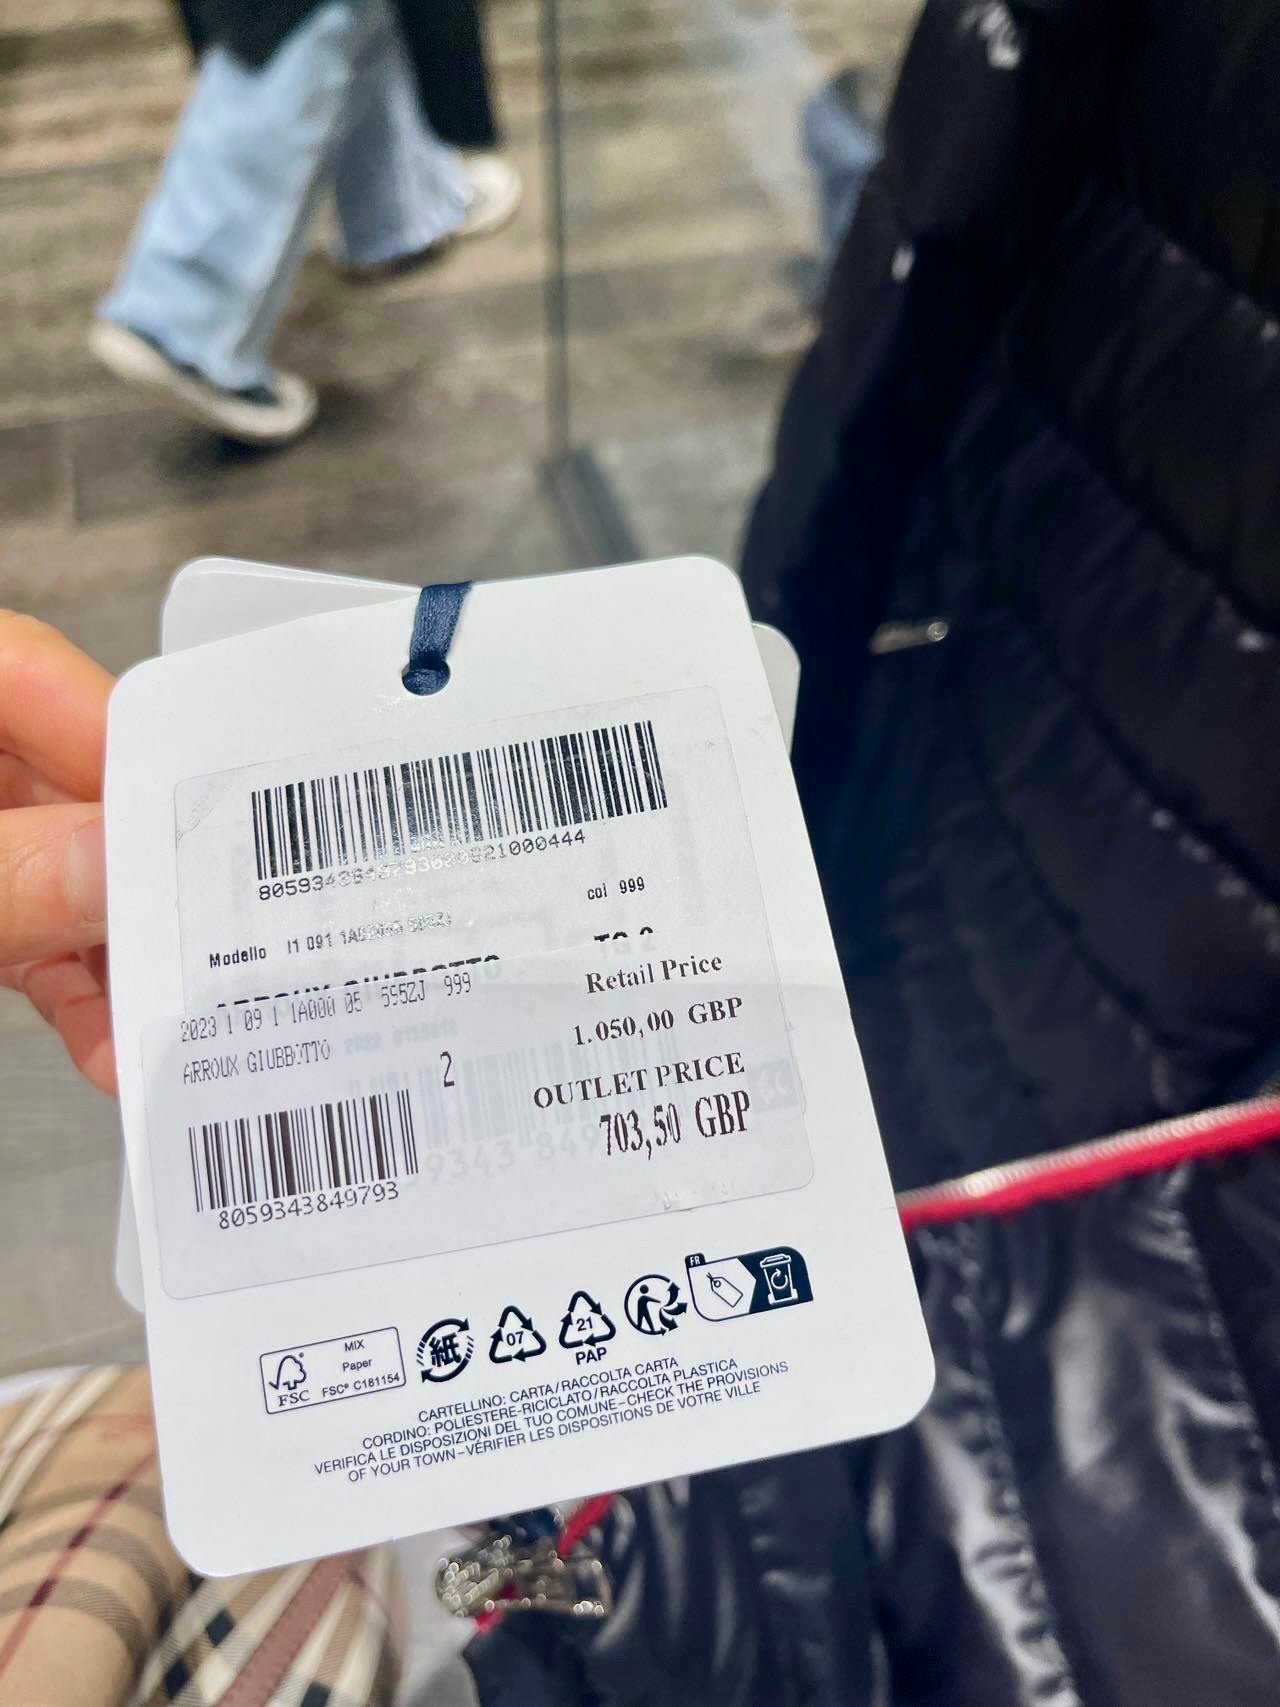 col 999
Modello I1 091
TG 2
2023 1 09 1 1A000 05 595ZJ 999
ARROUX GIUBBOTTO
2
8059343849793
Retail Price
1.050,00 GBP
OUTLET PRICE
703,50 GBP
FR
MIX
Paper
FSC® C181154
FSC
紙
07
21
PAP
CARTELLINO: CARTA/RACCOLTA CARTA
CORDINO: POLIESTERE-RICICLATO/RACCOLTA PLASTICA
VERIFICA LE DISPOSIZIONI DEL TUO COMUNE–CHECK THE PROVISIONS
OF YOUR TOWN–VÉRIFIER LES DISPOSITIONS DE VOTRE VILLE